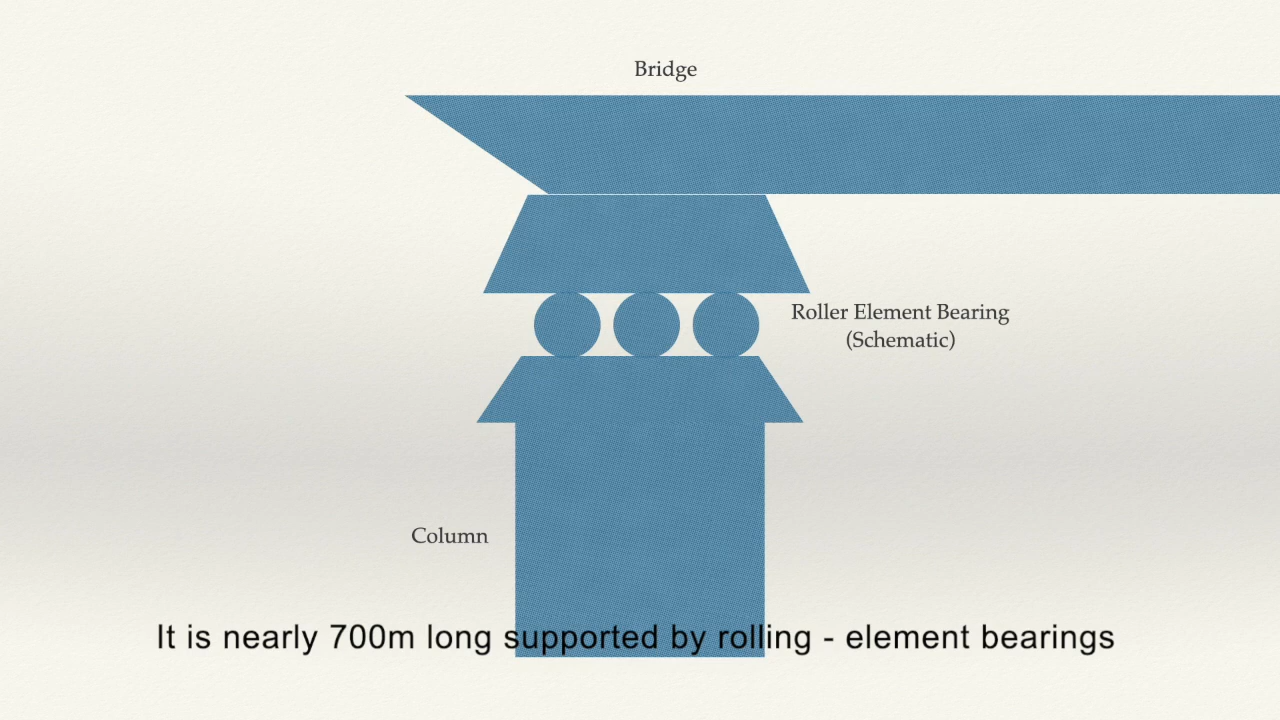 Bridge
Roller Element Bearing
(Schematic)
Column
It is nearly 700m long supported by rolling - element bearings